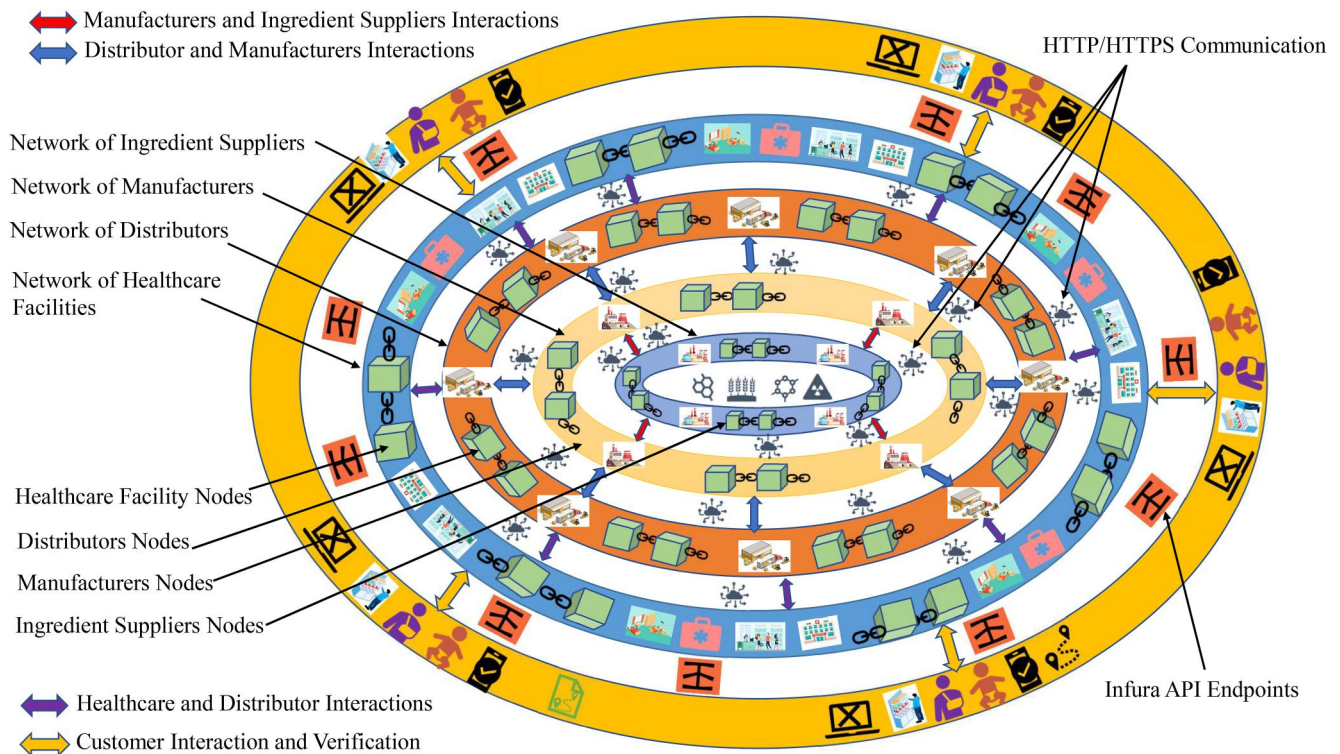 Manufacturers and Ingredient Suppliers Interactions
Distributor and Manufacturers Interactions
HTTP/HTTPS Communication
Network of Ingredient Suppliers
Network of Manufacturers
Network of Distributors
Network of Healthcare
Facilities
Healthcare Facility Nodes
Distributors Nodes
Manufacturers Nodes
Ingredient Suppliers Nodes
Infura API Endpoints
Healthcare and Distributor Interactions
Customer Interaction and Verification